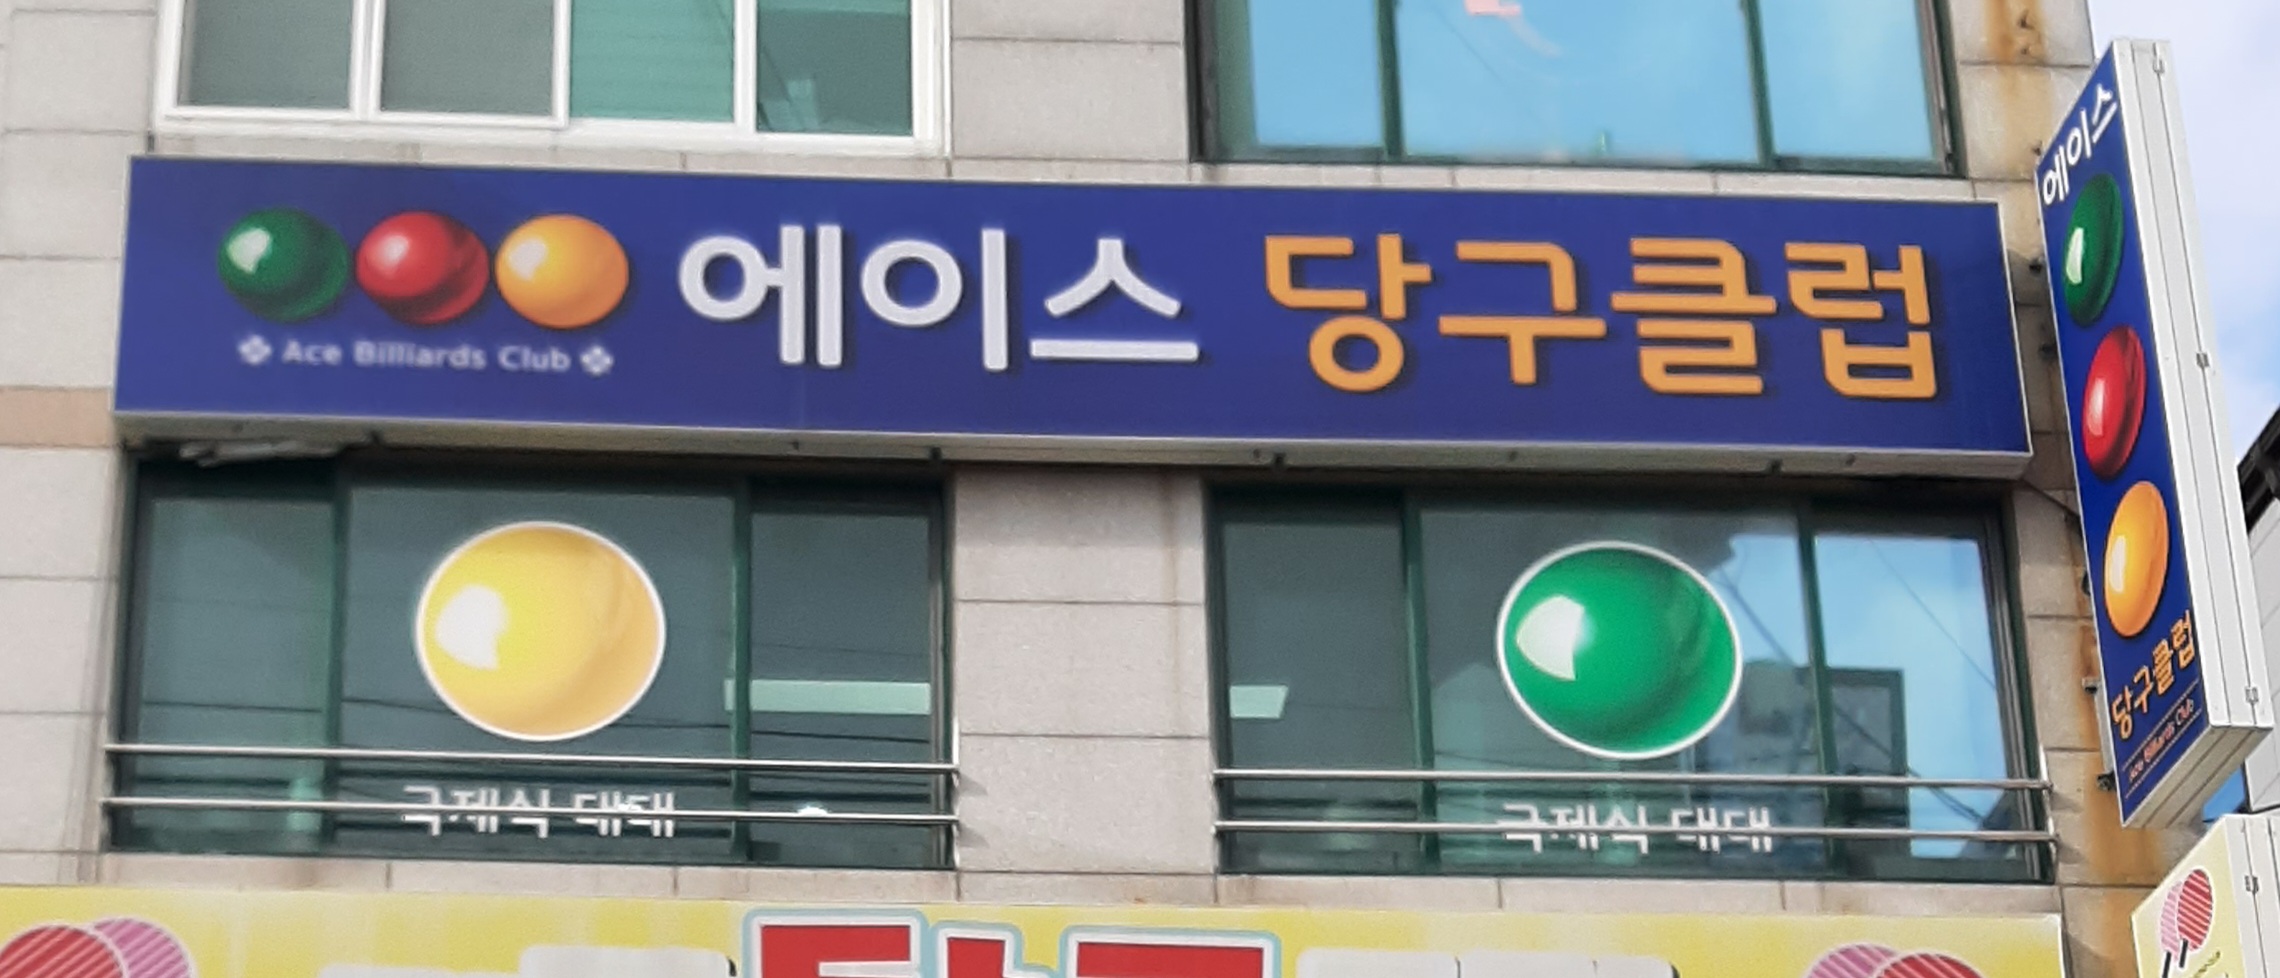 에이스 당구클럽
Ace Billiards Club
국제식 대대
국제식 대대
에이스
당구클럽
Ace Billiards Club